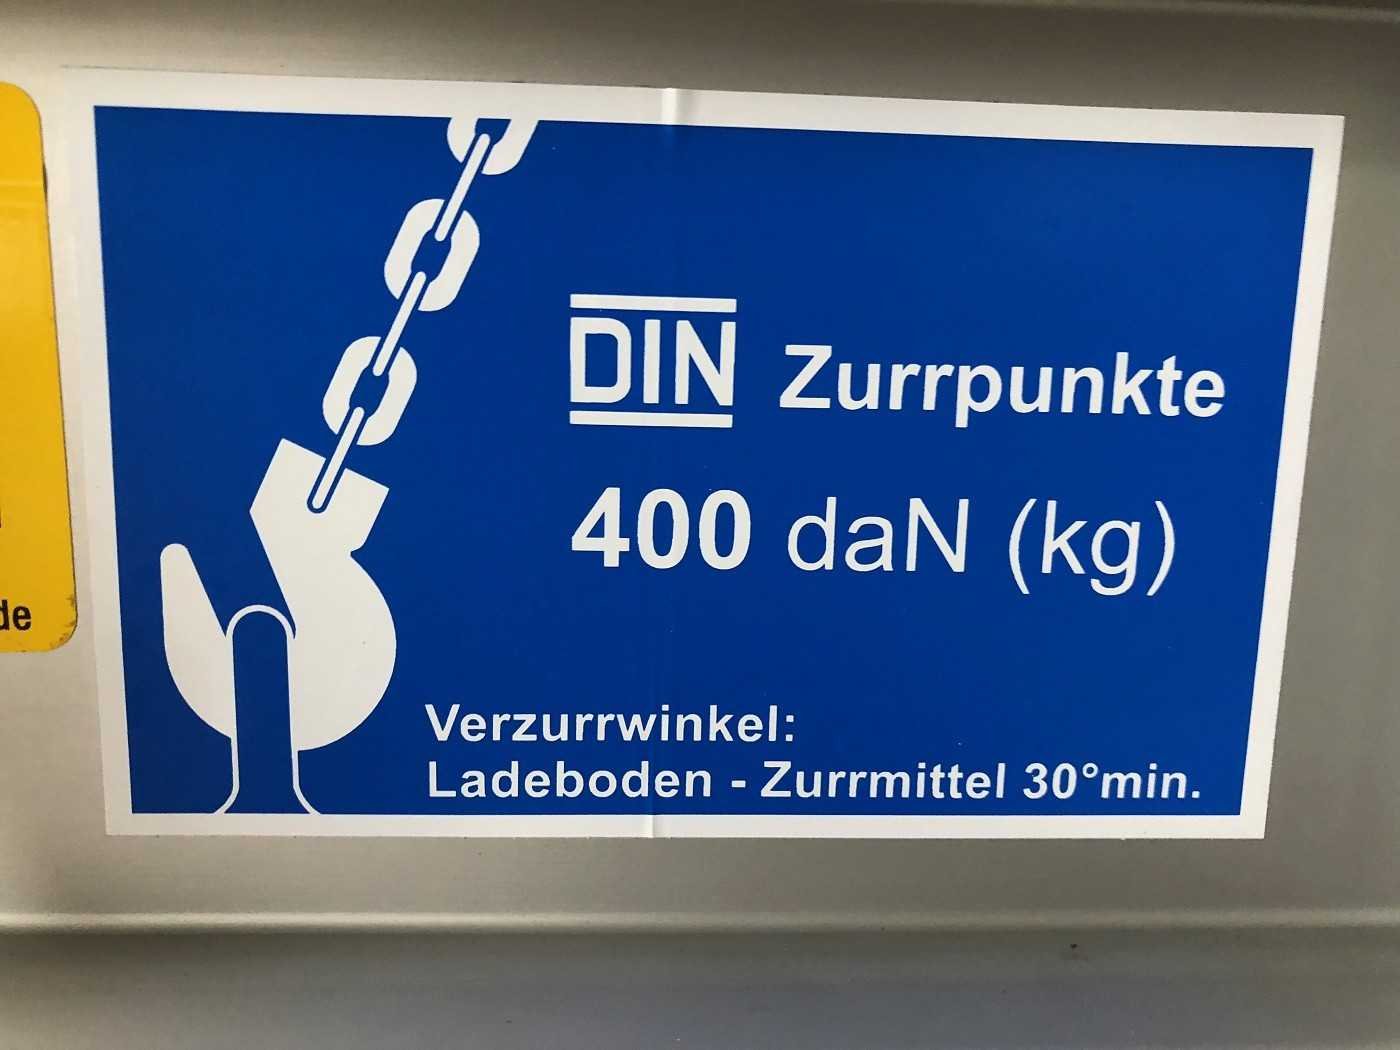 DIN Zurrpunkte
400 daN (kg)
Verzurrwinkel:
Ladeboden - Zurrmittel 30°min.
de